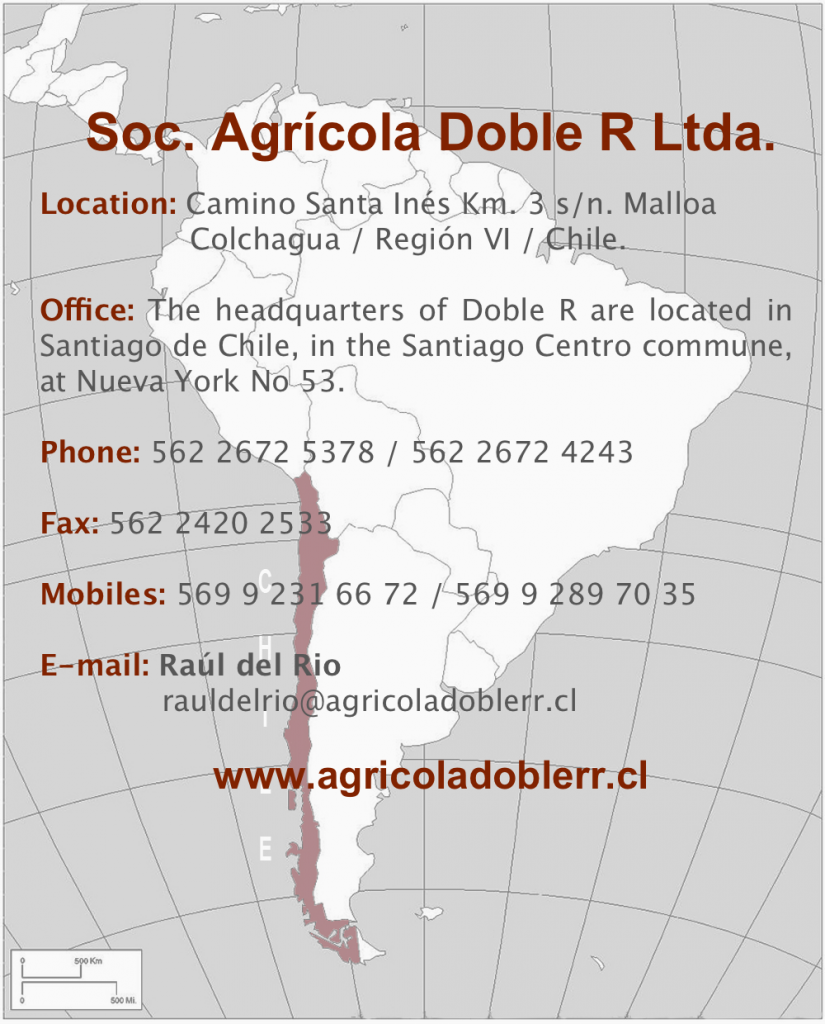 Soc. Agrícola Doble R Ltda.
Location: Camino Santa Inés Km. 3 s/n. Malloa
Colchagua / Región VI / Chile.
Office: The headquarters of Doble R are located in
Santiago de Chile, in the Santiago Centro commune,
at Nueva York No 53.
Phone: 562 2672 5378 / 562 2672 4243
Fax: 562 2420 2533
Mobiles: 569 9 231 66 72 / 569 9 289 70 35
E-mail: Raúl del Rio
rauldelrio@agricoladoblerr.cl
www.agricoladoblerr.cl
C
H
I
L
E
0 500 Km
0 500 Mi.